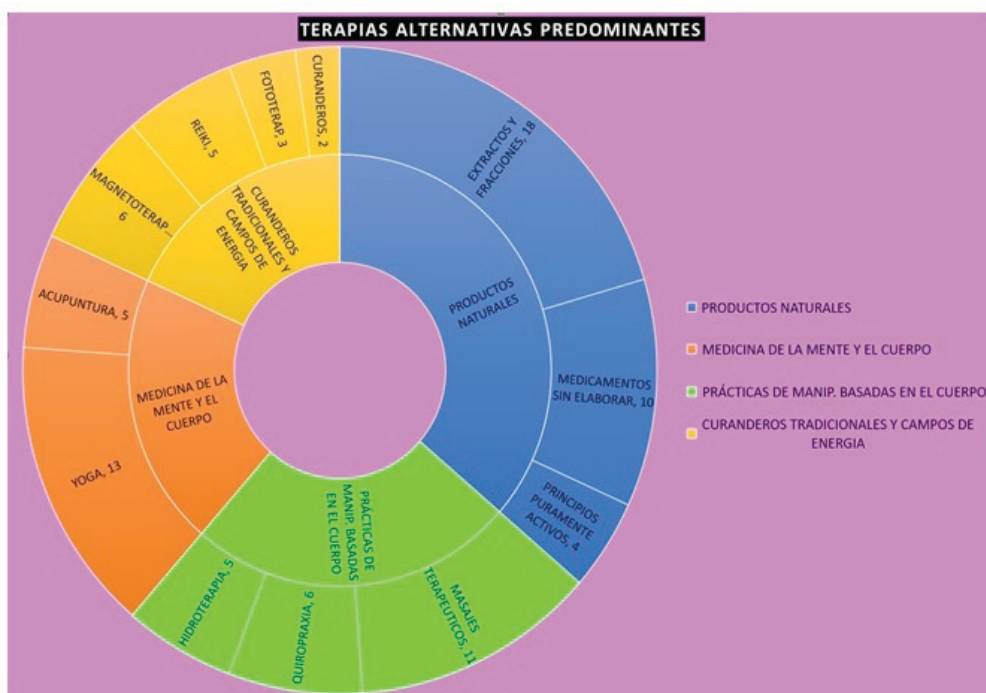 TERAPIAS ALTERNATIVAS PREDOMINANTES
CURANDEROS, 2
FOTOTERAP, 3
REIKI, 5
MAGNETOTERAP...
6
CURANDEROS
TRADICIONALES Y
CAMPOS DE
ENERGIA
EXTRACTOS Y
FRACCIONES, 18
PRODUCTOS
NATURALES
MEDICAMENTOS
SIN ELABORAR, 10
PRINCIPIOS
PURAMENTE
ACTIVOS, 4
ACUPUNTURA, 5
MEDICINA DE LA
MENTE Y EL
CUERPO
YOGA, 13
PRÁCTICAS DE
MANIP. BASADAS
EN EL CUERPO
HIDROTERAPIA, 5
QUIROPRAXIA, 6
MASAJES
TERAPEUTICOS, 11
PRODUCTOS NATURALES
MEDICINA DE LA MENTE Y EL CUERPO
PRÁCTICAS DE MANIP. BASADAS EN EL CUERPO
CURANDEROS TRADICIONALES Y CAMPOS DE
ENERGIA